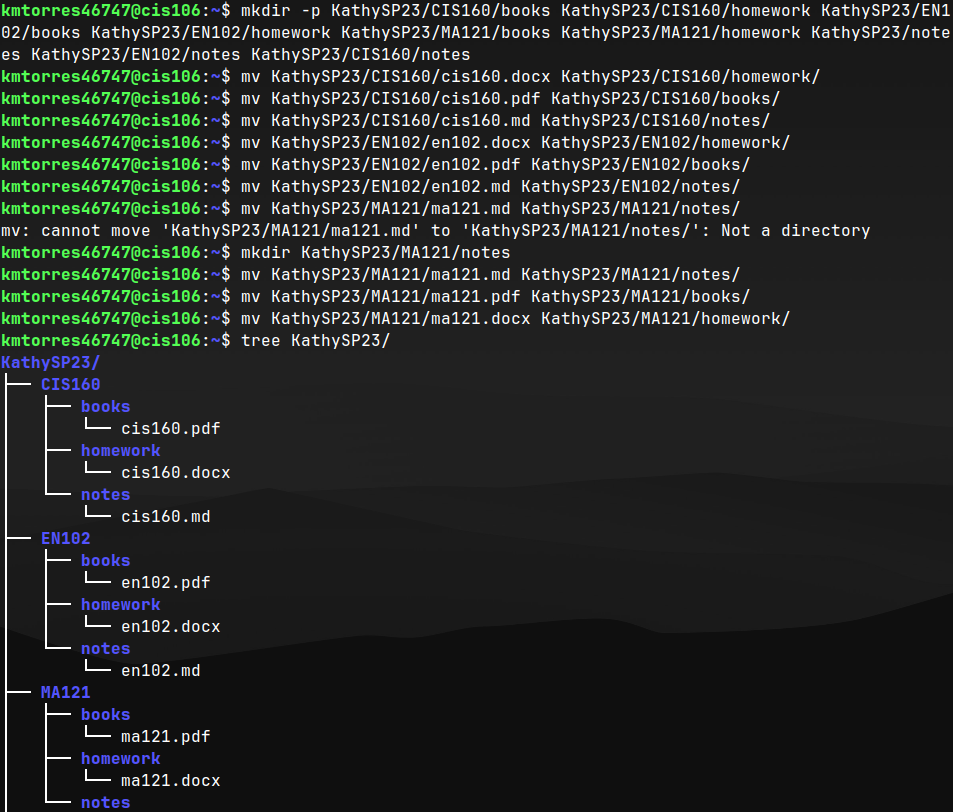 kmtorres46747@cis106:~$ mkdir -p KathySP23/CIS160/books KathySP23/CIS160/homework KathySP23/EN1
02/books KathySP23/EN102/homework KathySP23/MA121/books KathySP23/MA121/homework KathySP23/note
es KathySP23/EN102/notes KathySP23/CIS160/notes
kmtorres46747@cis106:~$ mv KathySP23/CIS160/cis160.docx KathySP23/CIS160/homework/
kmtorres46747@cis106:~$ mv KathySP23/CIS160/cis160.pdf KathySP23/CIS160/books/
kmtorres46747@cis106:~$ mv KathySP23/CIS160/cis160.md KathySP23/CIS160/notes/
kmtorres46747@cis106:~$ mv KathySP23/EN102/en102.docx KathySP23/EN102/homework/
kmtorres46747@cis106:~$ mv KathySP23/EN102/en102.pdf KathySP23/EN102/books/
kmtorres46747@cis106:~$ mv KathySP23/EN102/en102.md KathySP23/EN102/notes/
kmtorres46747@cis106:~$ mv KathySP23/MA121/ma121.md KathySP23/MA121/notes/
mv: cannot move 'KathySP23/MA121/ma121.md' to 'KathySP23/MA121/notes/': Not a directory
kmtorres46747@cis106:~$ mkdir KathySP23/MA121/notes
kmtorres46747@cis106:~$ mv KathySP23/MA121/ma121.md KathySP23/MA121/notes/
kmtorres46747@cis106:~$ mv KathySP23/MA121/ma121.pdf KathySP23/MA121/books/
kmtorres46747@cis106:~$ mv KathySP23/MA121/ma121.docx KathySP23/MA121/homework/
kmtorres46747@cis106:~$ tree KathySP23/
KathySP23/
├── CIS160
│   ├── books
│   │   └── cis160.pdf
│   ├── homework
│   │   └── cis160.docx
│   └── notes
│       └── cis160.md
├── EN102
│   ├── books
│   │   └── en102.pdf
│   ├── homework
│   │   └── en102.docx
│   └── notes
│       └── en102.md
├── MA121
│   ├── books
│   │   └── ma121.pdf
│   ├── homework
│   │   └── ma121.docx
│   └── notes